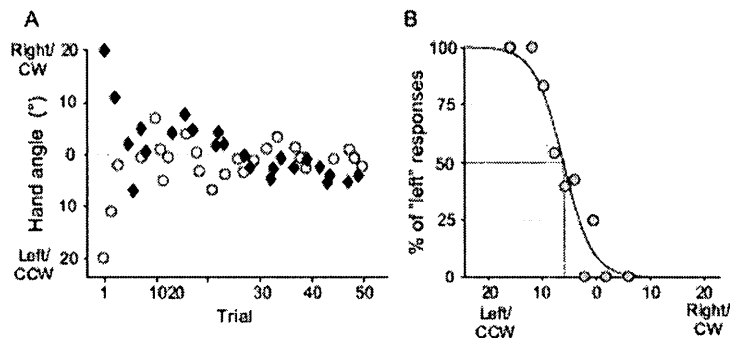 A
Right/
CW
20
10
0
10
20
Left/
CCW
Hand angle (°)
1
10
20
30
40
50
Trial
B
100
75
50
25
0
% of "left" responses
20
10
0
10
20
Left/
CCW
Right/
CW